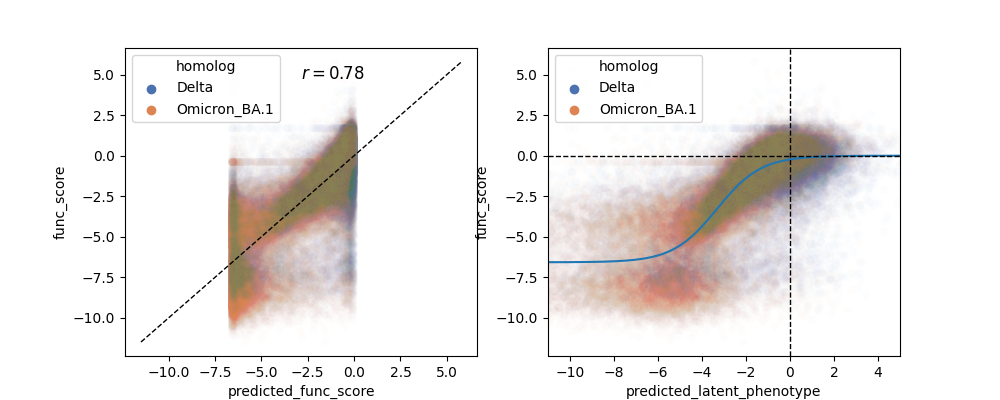 homolog
Delta
Omicron_BA.1
r = 0.78
5.0
2.5
0.0
−2.5
−5.0
−7.5
−10.0
func_score
−10.0 −7.5 −5.0 −2.5 0.0 2.5 5.0
predicted_func_score
homolog
Delta
Omicron_BA.1
5.0
2.5
0.0
−2.5
−5.0
−7.5
−10.0
func_score
−10 −8 −6 −4 −2 0 2 4
predicted_latent_phenotype